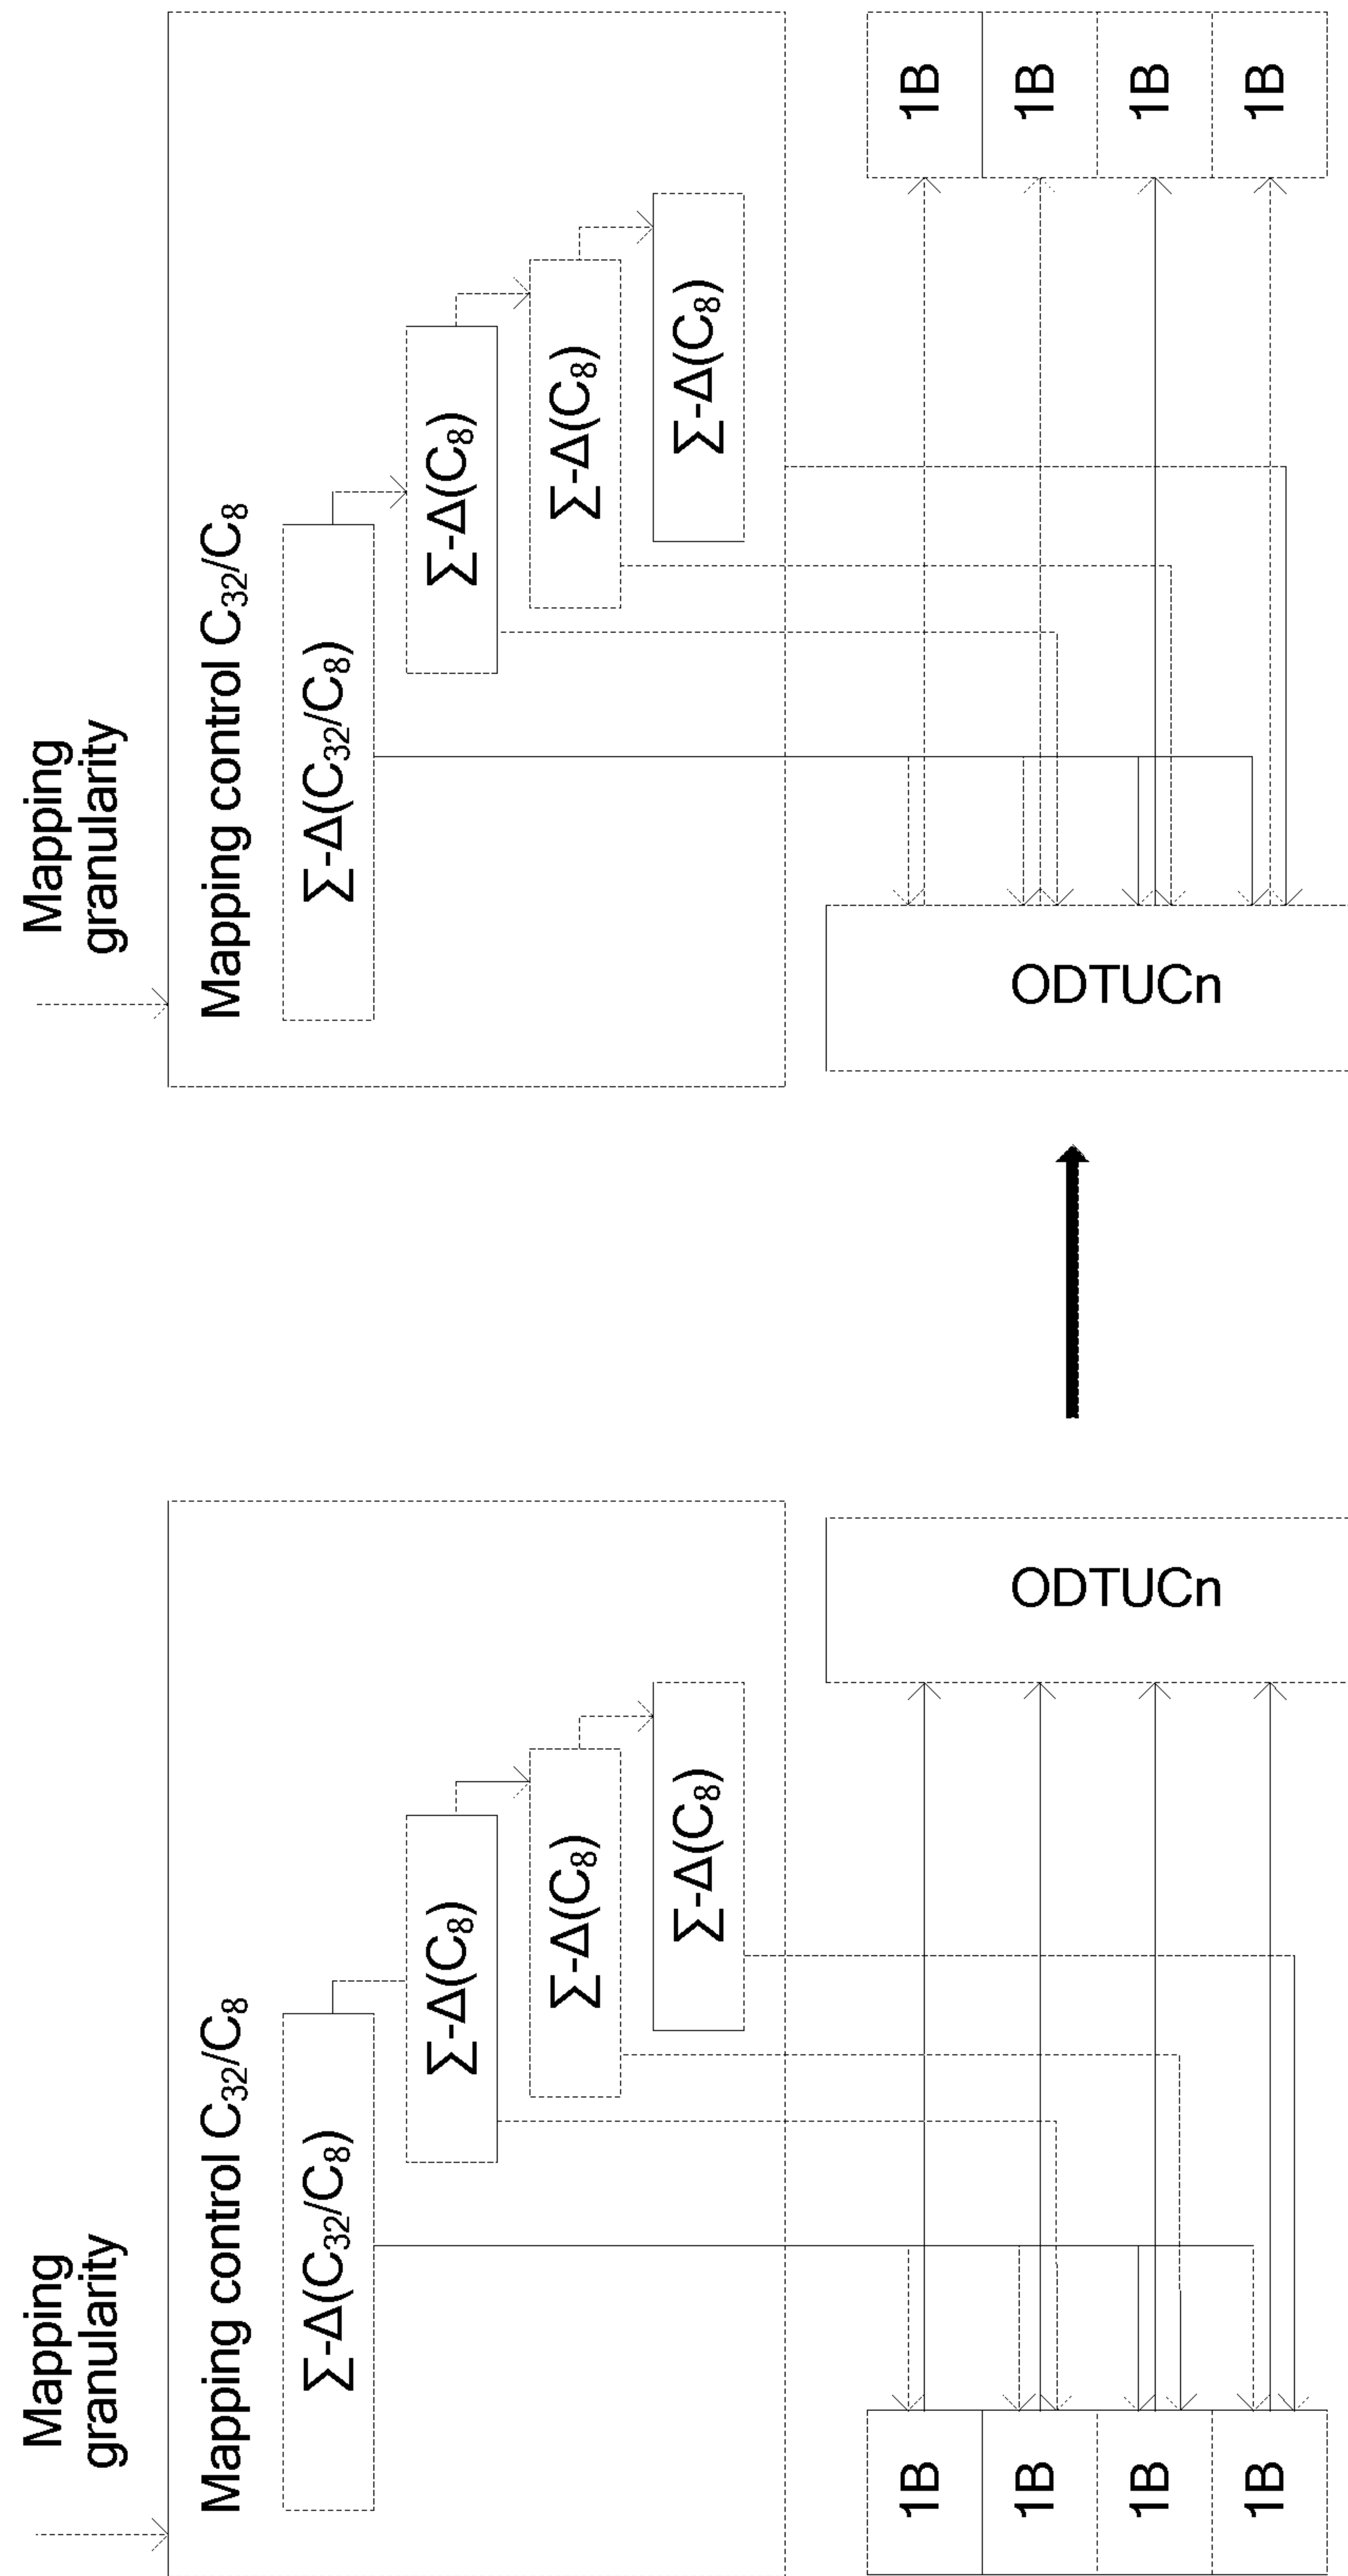 Mapping
granularity
Mapping control C₃₂/C₈
∑-Δ(C₃₂/C₈)
∑-Δ(C₈)
∑-Δ(C₈)
∑-Δ(C₈)
1B
1B
1B
1B
ODTUCn
Mapping
granularity
Mapping control C₃₂/C₈
∑-Δ(C₃₂/C₈)
∑-Δ(C₈)
∑-Δ(C₈)
∑-Δ(C₈)
ODTUCn
1B
1B
1B
1B